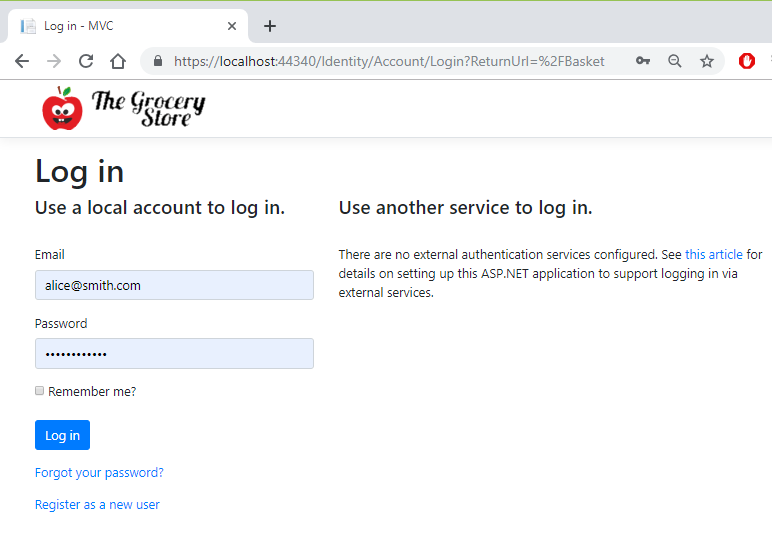 Log in - MVC
https://localhost:44340/Identity/Account/Login?ReturnUrl=%2FBasket
The Grocery
Store
Log in
Use a local account to log in.
Email
alice@smith.com
Password
••••••••••••
Remember me?
Log in
Forgot your password?
Register as a new user
Use another service to log in.
There are no external authentication services configured. See this article for
details on setting up this ASP.NET application to support logging in via
external services.